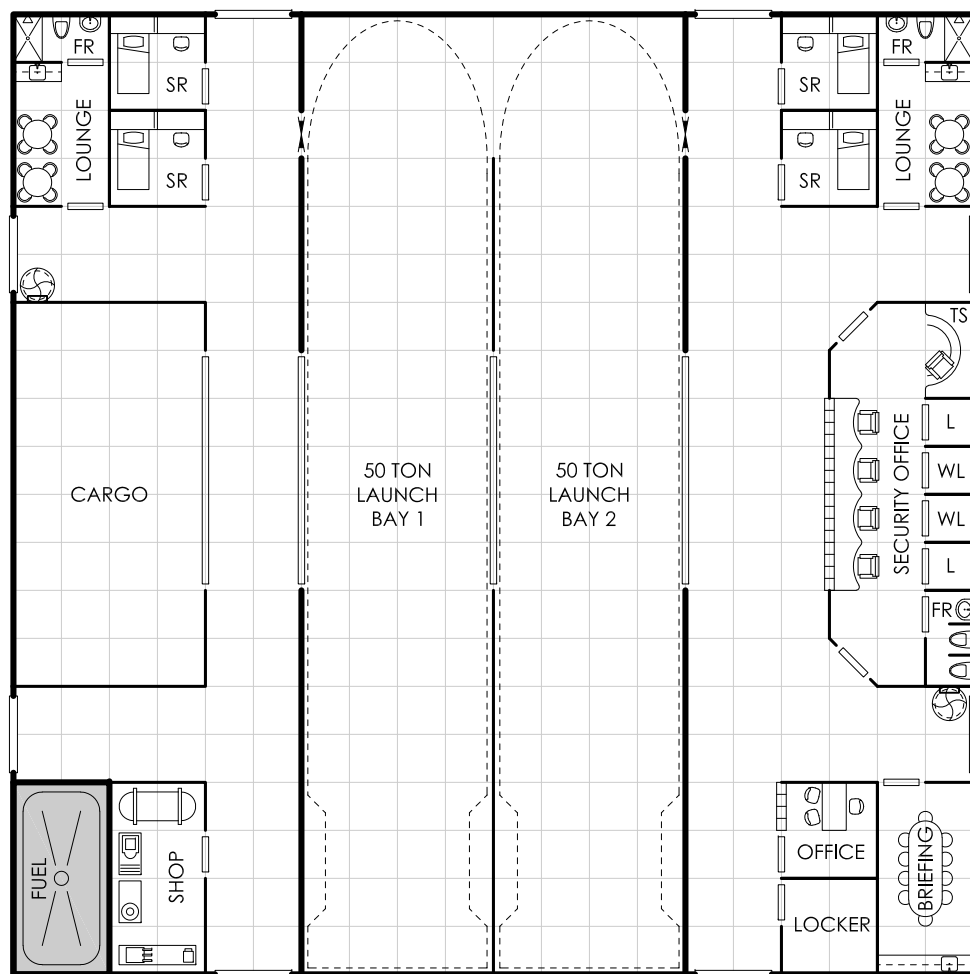 FR
SR
SR
FR
LOUNGE
SR
SR
LOUNGE
TS
CARGO
50 TON
LAUNCH
BAY 1
50 TON
LAUNCH
BAY 2
SECURITY OFFICE
L
WL
WL
L
FR
FUEL
SHOP
OFFICE
BRIEFING
LOCKER